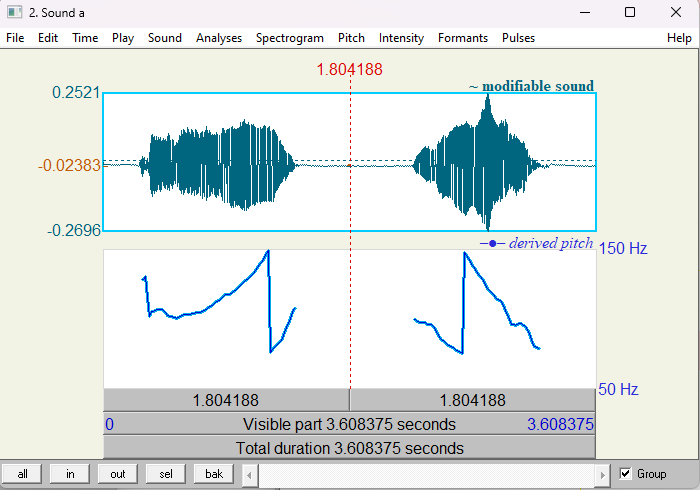 2. Sound a
File Edit Time Play Sound Analyses Spectrogram Pitch Intensity Formants Pulses Help
1.804188
0.2521
~ modifiable sound
-0.02383
-0.2696
derived pitch
150 Hz
50 Hz
1.804188 1.804188
0 Visible part 3.608375 seconds 3.608375
Total duration 3.608375 seconds
all in out sel bak Group